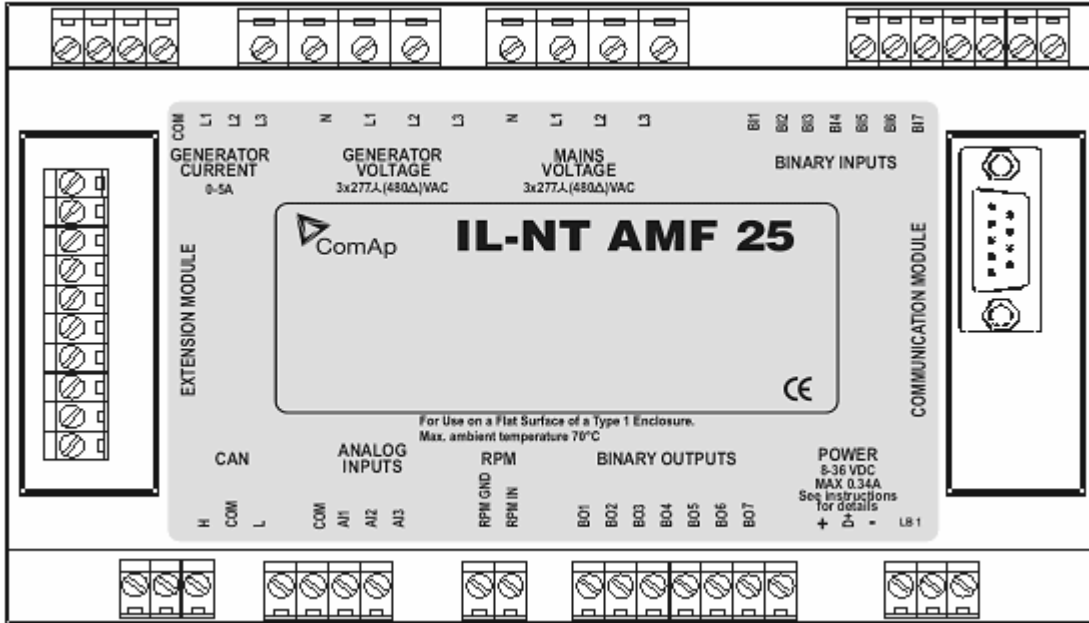 COM L1 L2 L3
N L1 L2 L3
N L1 L2 L3
BI1 BI2 BI3 BI4 BI5 BI6 BI7
GENERATOR
CURRENT
0-5A
GENERATOR
VOLTAGE
3x277⅄(480Δ)VAC
MAINS
VOLTAGE
3x277⅄(480Δ)VAC
BINARY INPUTS
EXTENSION MODULE
ComAp
IL-NT AMF 25
CE
COMMUNICATION MODULE
For Use on a Flat Surface of a Type 1 Enclosure.
Max. ambient temperature 70°C
CAN
H COM L
ANALOG
INPUTS
COM AI1 AI2 AI3
RPM
RPM GND RPM IN
BINARY OUTPUTS
BO1 BO2 BO3 BO4 BO5 BO6 BO7
POWER
8-36 VDC
MAX 0.34A
See instructions
for details
+ D+ -
LB 1